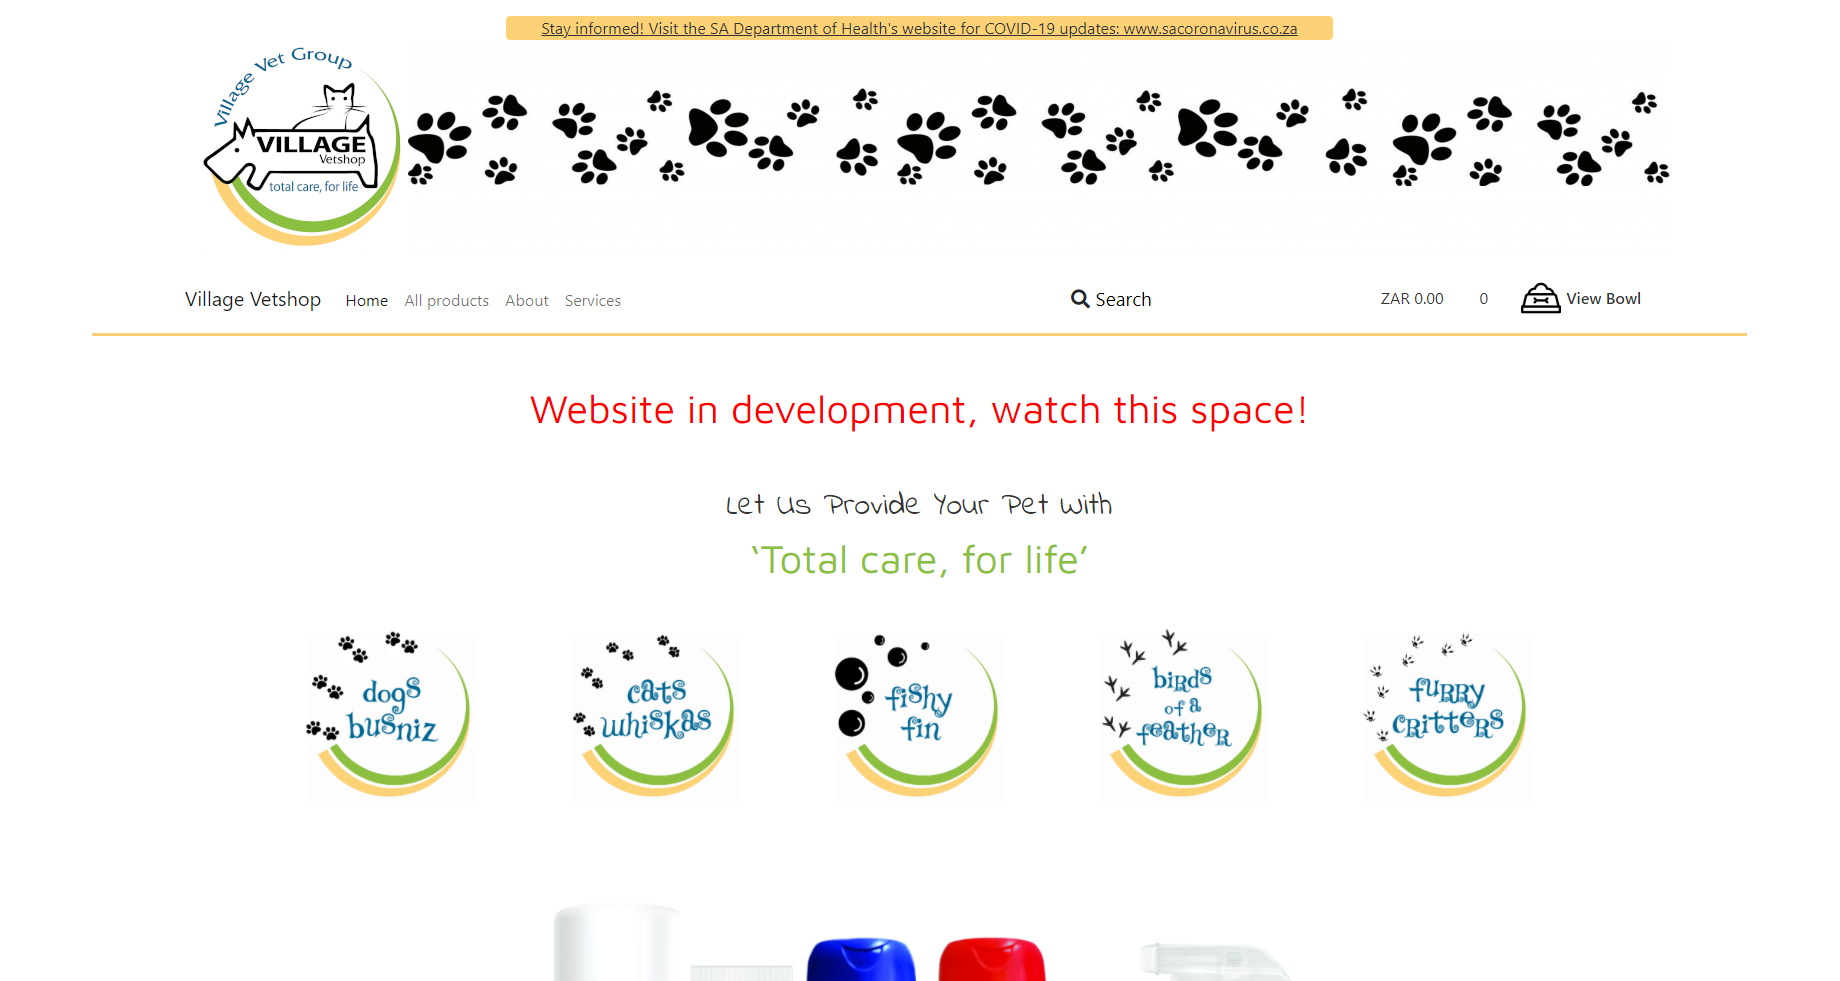 Stay informed! Visit the SA Department of Health's website for COVID-19 updates: www.sacoronavirus.co.za
Village Vet Group
VILLAGE
Vetshop
total care, for life
Village Vetshop Home All products About Services Search ZAR 0.00 0 View Bowl
Website in development, watch this space!
Let Us Provide Your Pet With
‘Total care, for life’
dogs
busniz
cats
whiskas
fishy
fin
birds
of a
feather
furry
critters